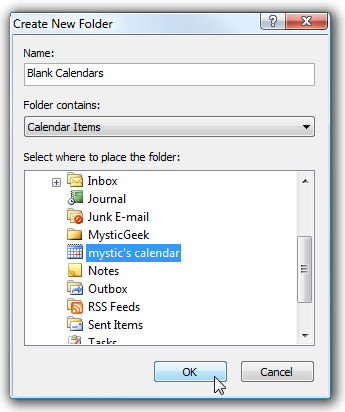 Create New Folder
Name:
Blank Calendars
Folder contains:
Calendar Items
Select where to place the folder:
Inbox
Journal
Junk E-mail
MysticGeek
mystic's calendar
Notes
Outbox
RSS Feeds
Sent Items
Tasks
OK Cancel